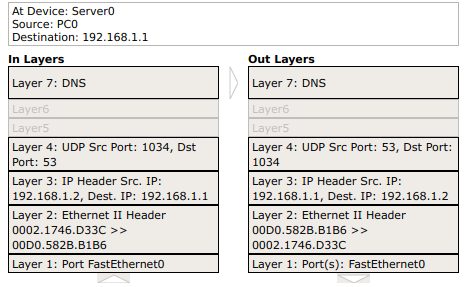 At Device: Server0
Source: PC0
Destination: 192.168.1.1
In Layers
Layer 7: DNS
Layer6
Layer5
Layer 4: UDP Src Port: 1034, Dst
Port: 53
Layer 3: IP Header Src. IP:
192.168.1.2, Dest. IP: 192.168.1.1
Layer 2: Ethernet II Header
0002.1746.D33C >>
00D0.582B.B1B6
Layer 1: Port FastEthernet0
Out Layers
Layer 7: DNS
Layer6
Layer5
Layer 4: UDP Src Port: 53, Dst Port:
1034
Layer 3: IP Header Src. IP:
192.168.1.1, Dest. IP: 192.168.1.2
Layer 2: Ethernet II Header
00D0.582B.B1B6 >>
0002.1746.D33C
Layer 1: Port(s): FastEthernet0